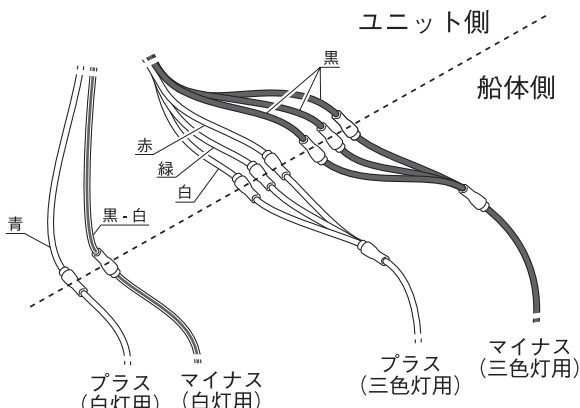 ユニット側
船体側
黒
赤
緑
白
黒 - 白
青
プラス
(白灯用)
マイナス
(白灯用)
プラス
(三色灯用)
マイナス
(三色灯用)